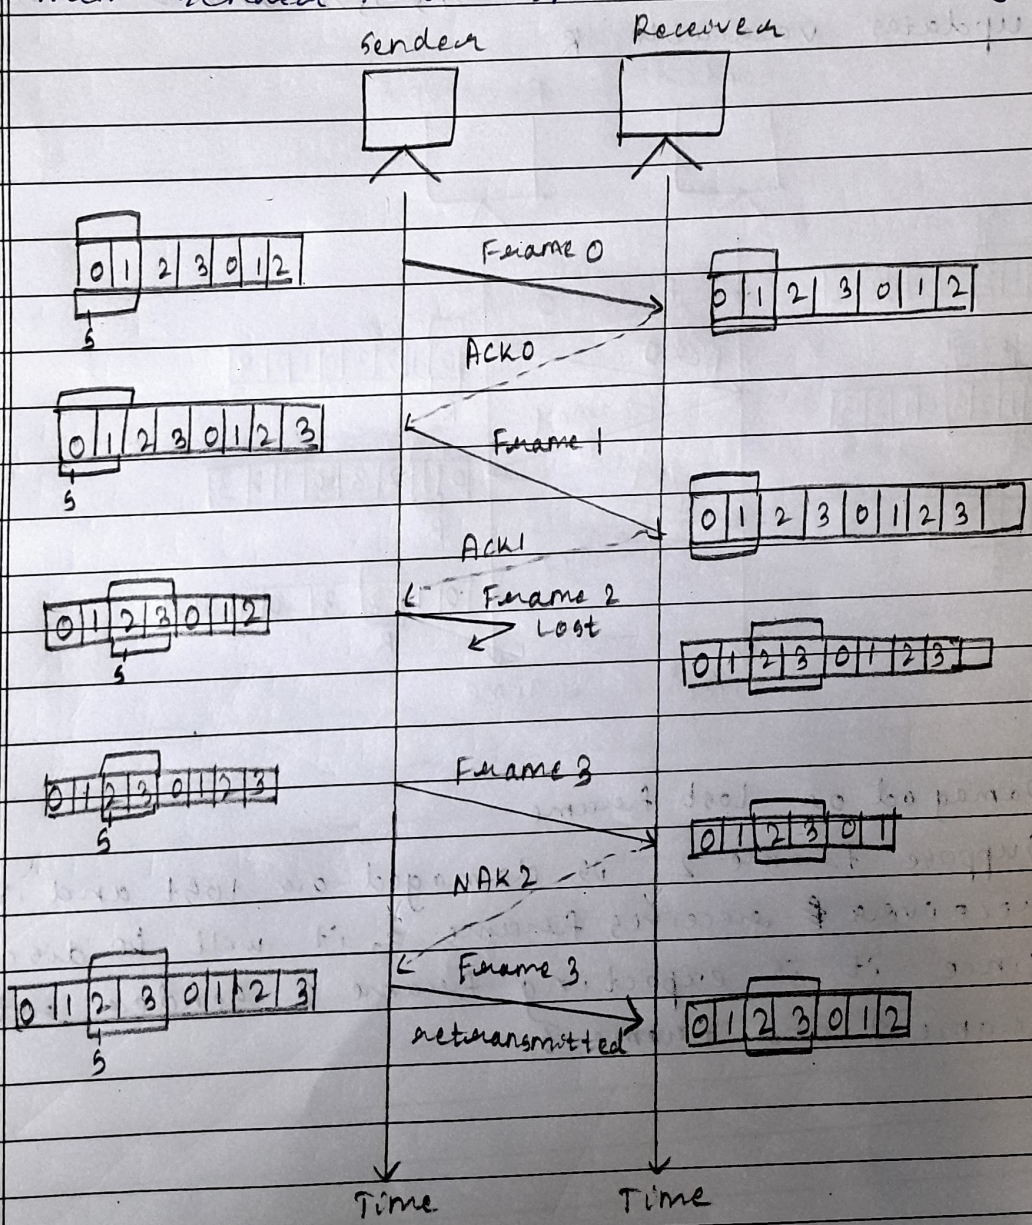 Sender Receiver
Frame 0
0 1 2 3 0 1 2
0 1 2 3 0 1 2
S
ACK0
0 1 2 3 0 1 2 3
Frame 1
S
0 1 2 3 0 1 2 3
ACK1
Frame 2
0 1 2 3 0 1 2
Lost
S
0 1 2 3 0 1 2 3
Frame 3
0 1 2 3 0 1 2 3
S
0 1 2 3 0 1
NAK2
Frame 3
0 1 2 3 0 1 2 3
0 1 2 3 0 1 2
retransmitted
S
Time Time